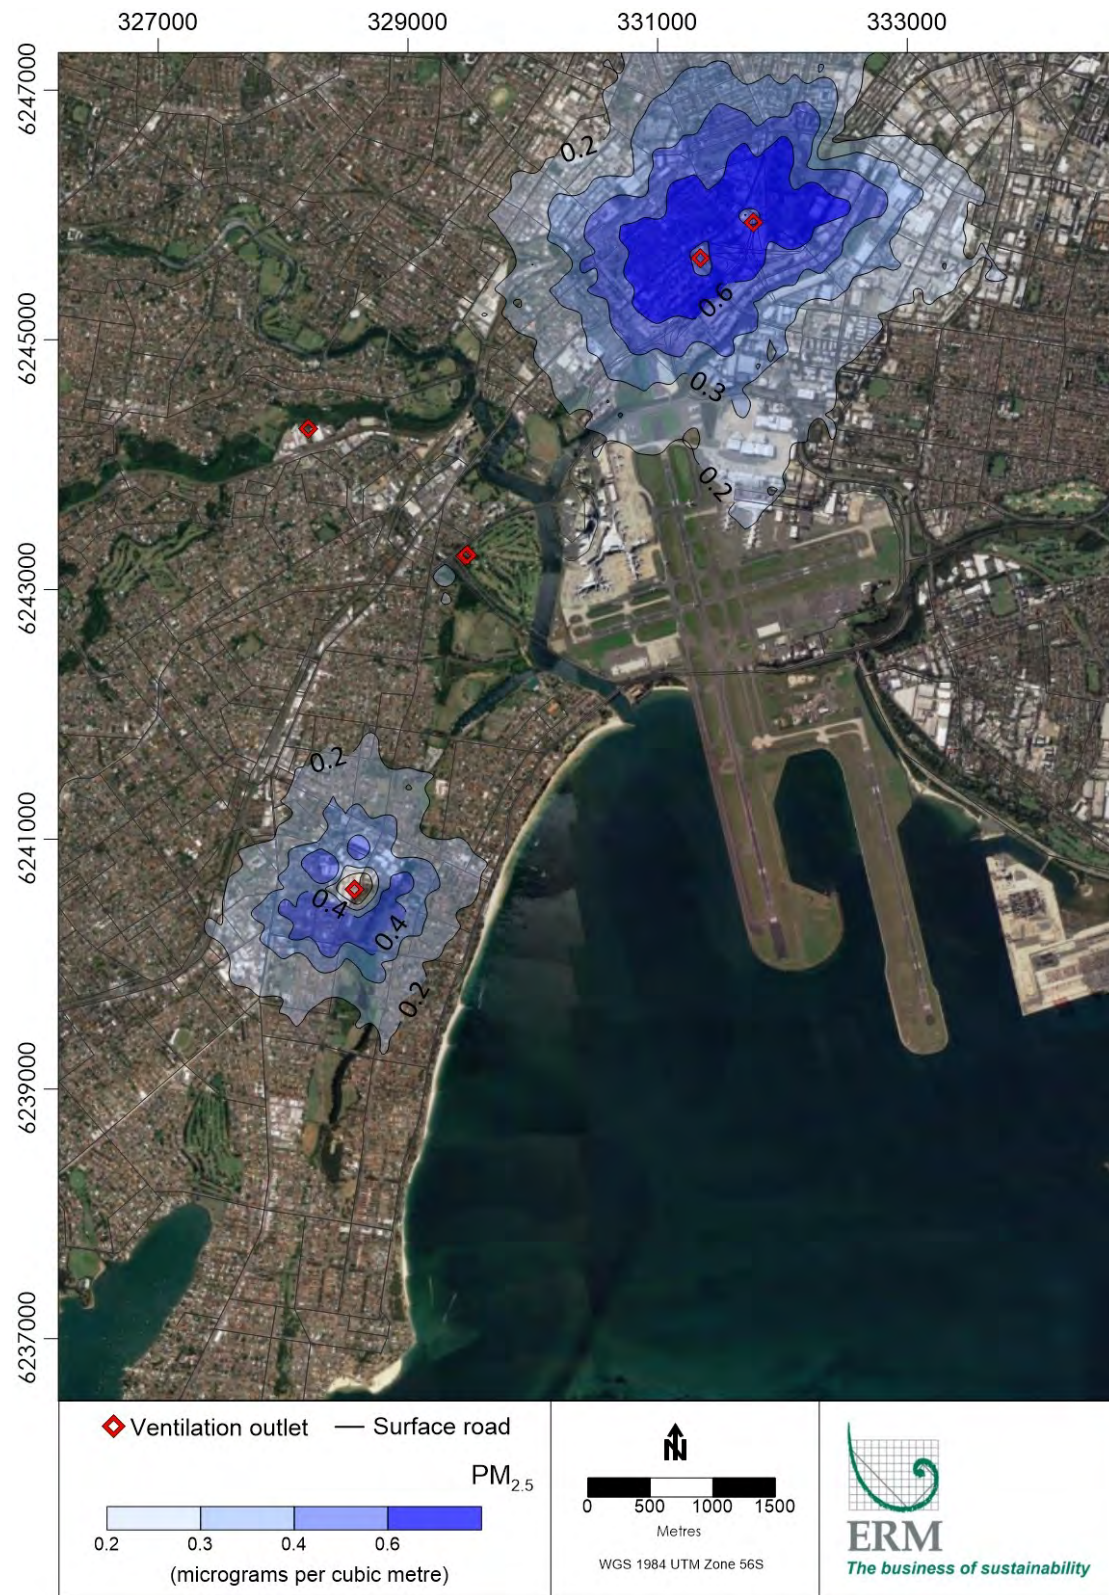 327000 329000 331000 333000
6247000
6245000
6243000
6241000
6239000
6237000
0.2
0.6
0.3
0.2
0.2
0.4
0.4
0.2
Ventilation outlet Surface road
PM2.5
0.2 0.3 0.4 0.6
(micrograms per cubic metre)
N
0 500 1000 1500
Metres
WGS 1984 UTM Zone 56S
ERM
The business of sustainability